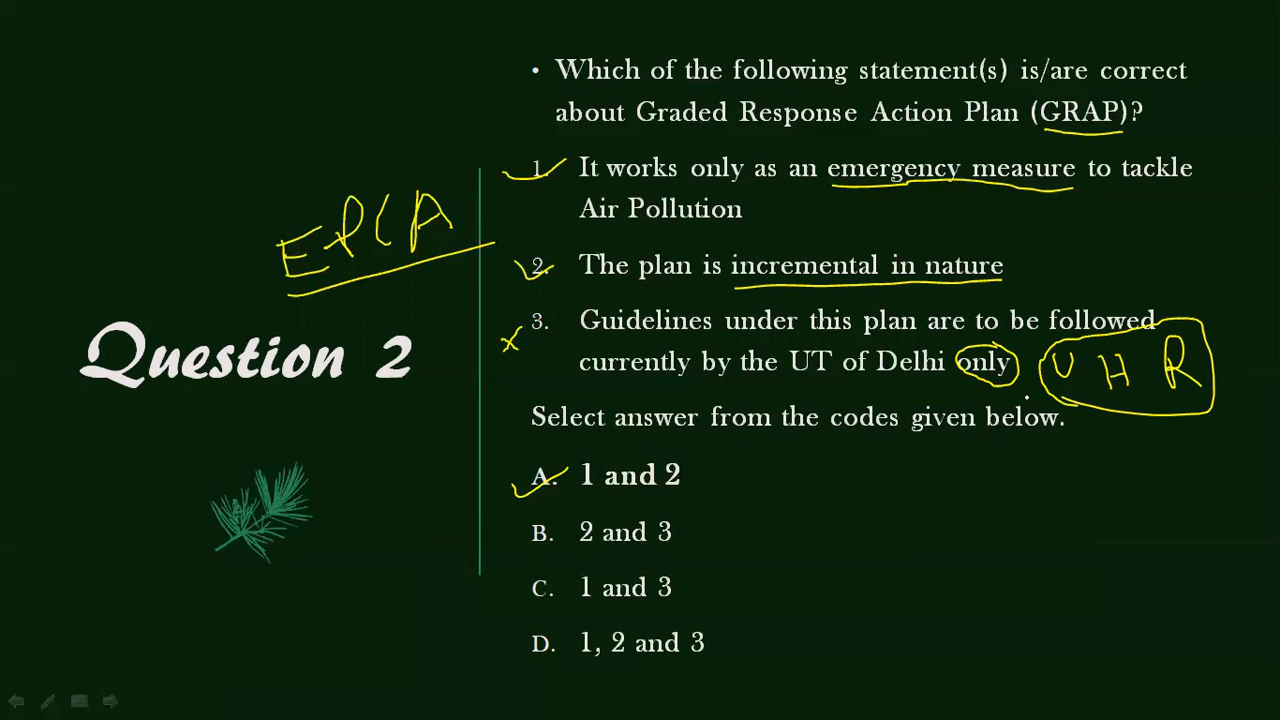 Question 2
EPCA
• Which of the following statement(s) is/are correct
about Graded Response Action Plan (GRAP)?
1. It works only as an emergency measure to tackle
Air Pollution
2. The plan is incremental in nature
3. Guidelines under this plan are to be followed
currently by the UT of Delhi only
U H R
Select answer from the codes given below.
A. 1 and 2
B. 2 and 3
C. 1 and 3
D. 1, 2 and 3